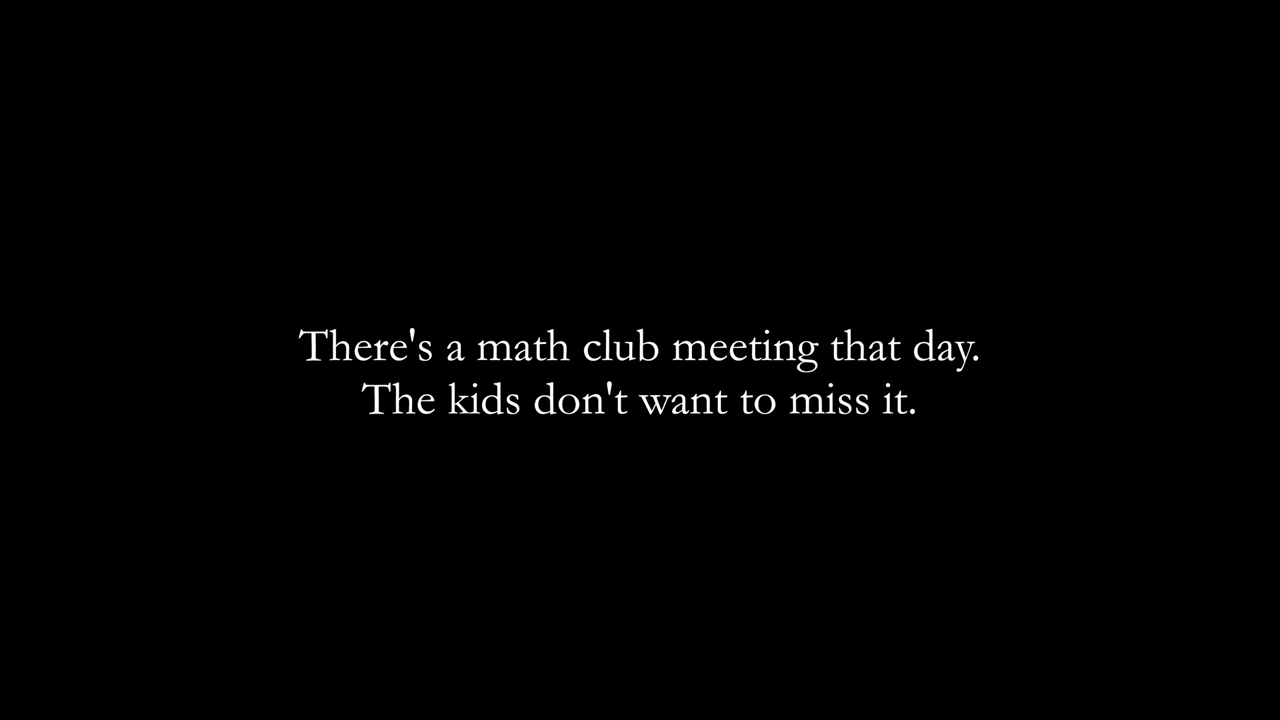 There's a math club meeting that day.
The kids don't want to miss it.